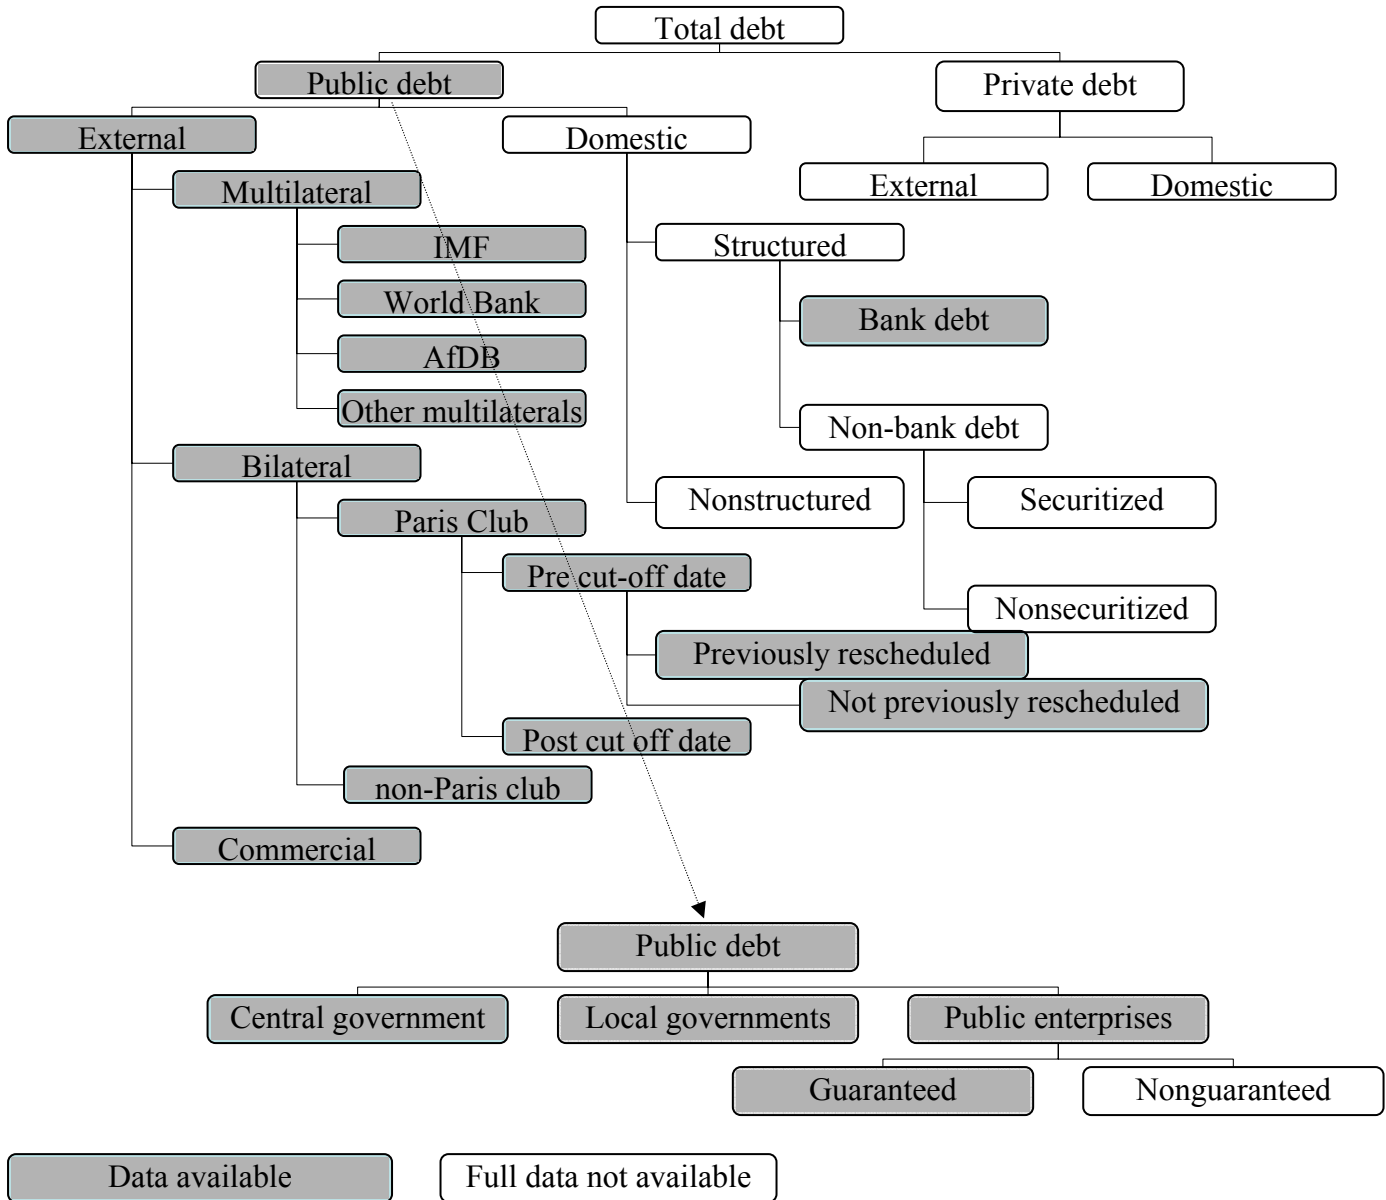 Total debt
Public debt
Private debt
External
Domestic
External
Domestic
Multilateral
IMF
Structured
World Bank
Bank debt
AfDB
Other multilaterals
Non-bank debt
Bilateral
Nonstructured
Securitized
Paris Club
Pre cut-off date
Nonsecuritized
Previously rescheduled
Not previously rescheduled
Post cut off date
non-Paris club
Commercial
Public debt
Central government
Local governments
Public enterprises
Guaranteed
Nonguaranteed
Data available
Full data not available